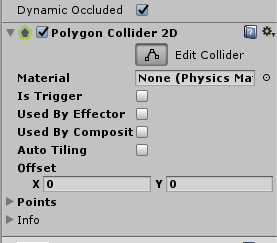 Dynamic Occluded
Polygon Collider 2D
Edit Collider
Material None (Physics Ma
Is Trigger
Used By Effector
Used By Composit
Auto Tiling
Offset
X 0 Y 0
Points
Info